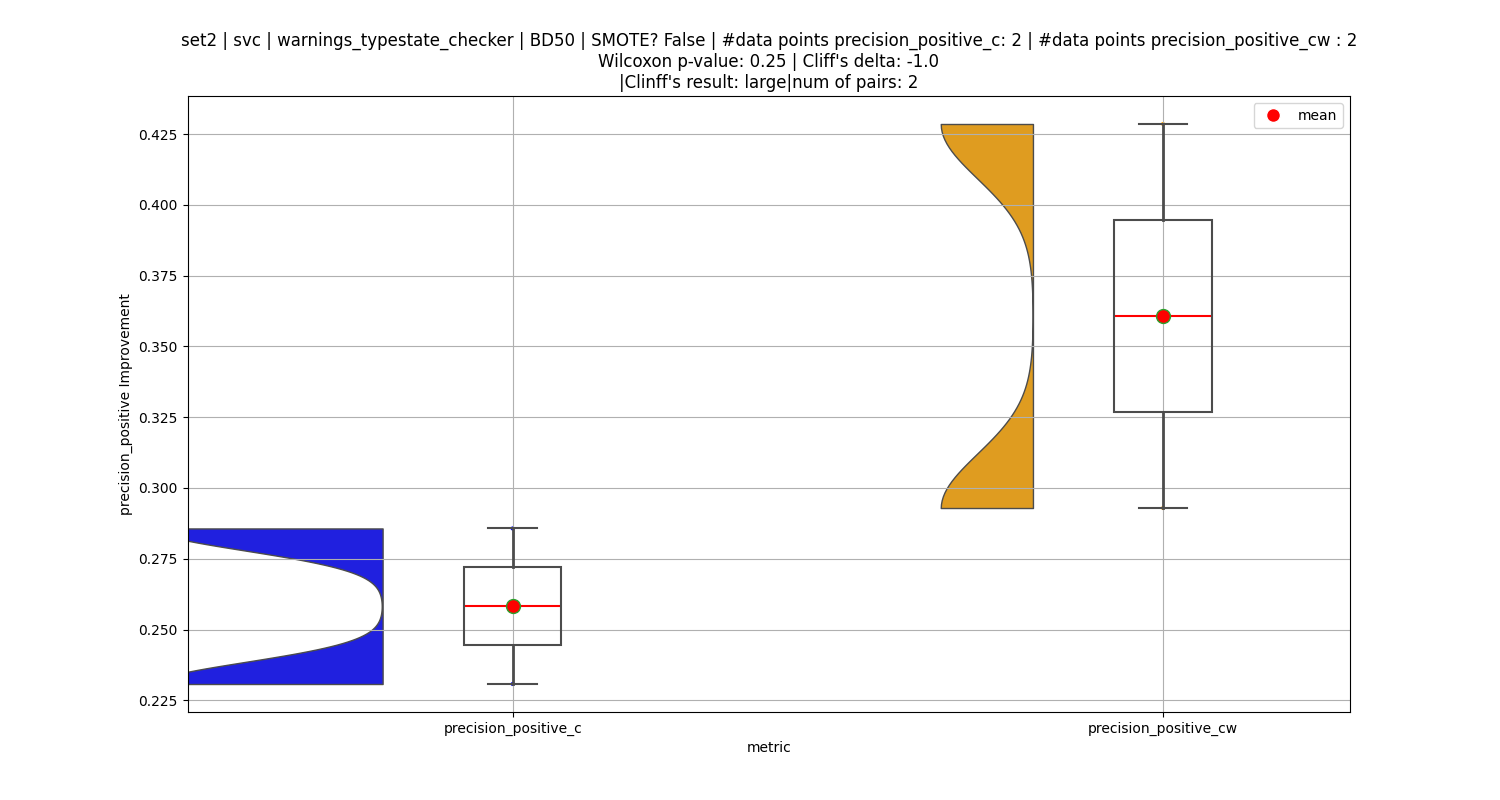 set2 | svc | warnings_typestate_checker | BD50 | SMOTE? False | #data points precision_positive_c: 2 | #data points precision_positive_cw : 2
Wilcoxon p-value: 0.25 | Cliff's delta: -1.0
|Clinff's result: large|num of pairs: 2
mean
0.425
0.400
0.375
0.350
0.325
0.300
0.275
0.250
0.225
precision_positive Improvement
precision_positive_c
precision_positive_cw
metric